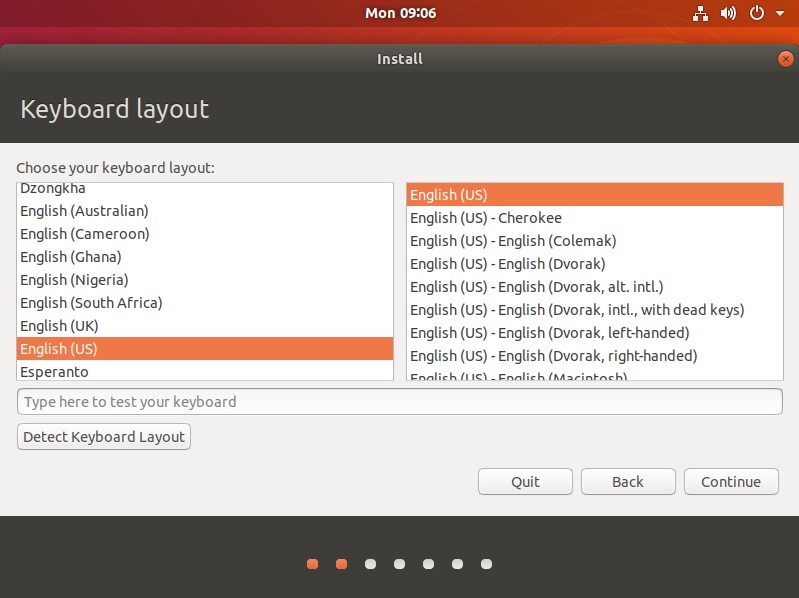 Mon 09:06
Install
Keyboard layout
Choose your keyboard layout:
Dzongkha
English (Australian)
English (Cameroon)
English (Ghana)
English (Nigeria)
English (South Africa)
English (UK)
English (US)
Esperanto
English (US)
English (US) - Cherokee
English (US) - English (Colemak)
English (US) - English (Dvorak)
English (US) - English (Dvorak, alt. intl.)
English (US) - English (Dvorak, intl., with dead keys)
English (US) - English (Dvorak, left-handed)
English (US) - English (Dvorak, right-handed)
English (US) - English (Macintosh)
Type here to test your keyboard
Detect Keyboard Layout
Quit
Back
Continue